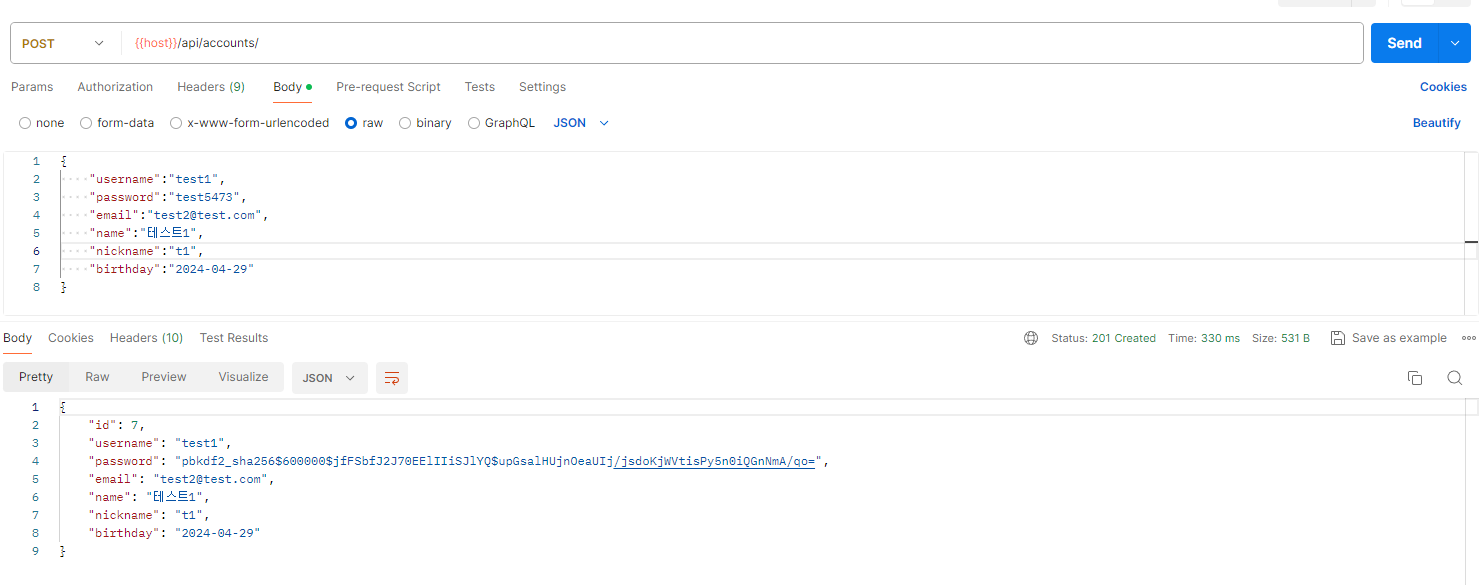 POST {{host}}/api/accounts/ Send
Params Authorization Headers (9) Body Pre-request Script Tests Settings Cookies
none form-data x-www-form-urlencoded raw binary GraphQL JSON Beautify
1 {
2 "username":"test1",
3 "password":"test5473",
4 "email":"test2@test.com",
5 "name":"테스트1",
6 "nickname":"t1",
7 "birthday":"2024-04-29"
8 }
Body Cookies Headers (10) Test Results Status: 201 Created Time: 330 ms Size: 531 B Save as example
Pretty Raw Preview Visualize JSON
1 {
2 "id": 7,
3 "username": "test1",
4 "password": "pbkdf2_sha256$600000$jfFSbfJ2J70EElIIiSJlYQ$upGsalHUjnOeaUIj/jsdoKjWVtisPy5n0iQGnNmA/qo=",
5 "email": "test2@test.com",
6 "name": "테스트1",
7 "nickname": "t1",
8 "birthday": "2024-04-29"
9 }